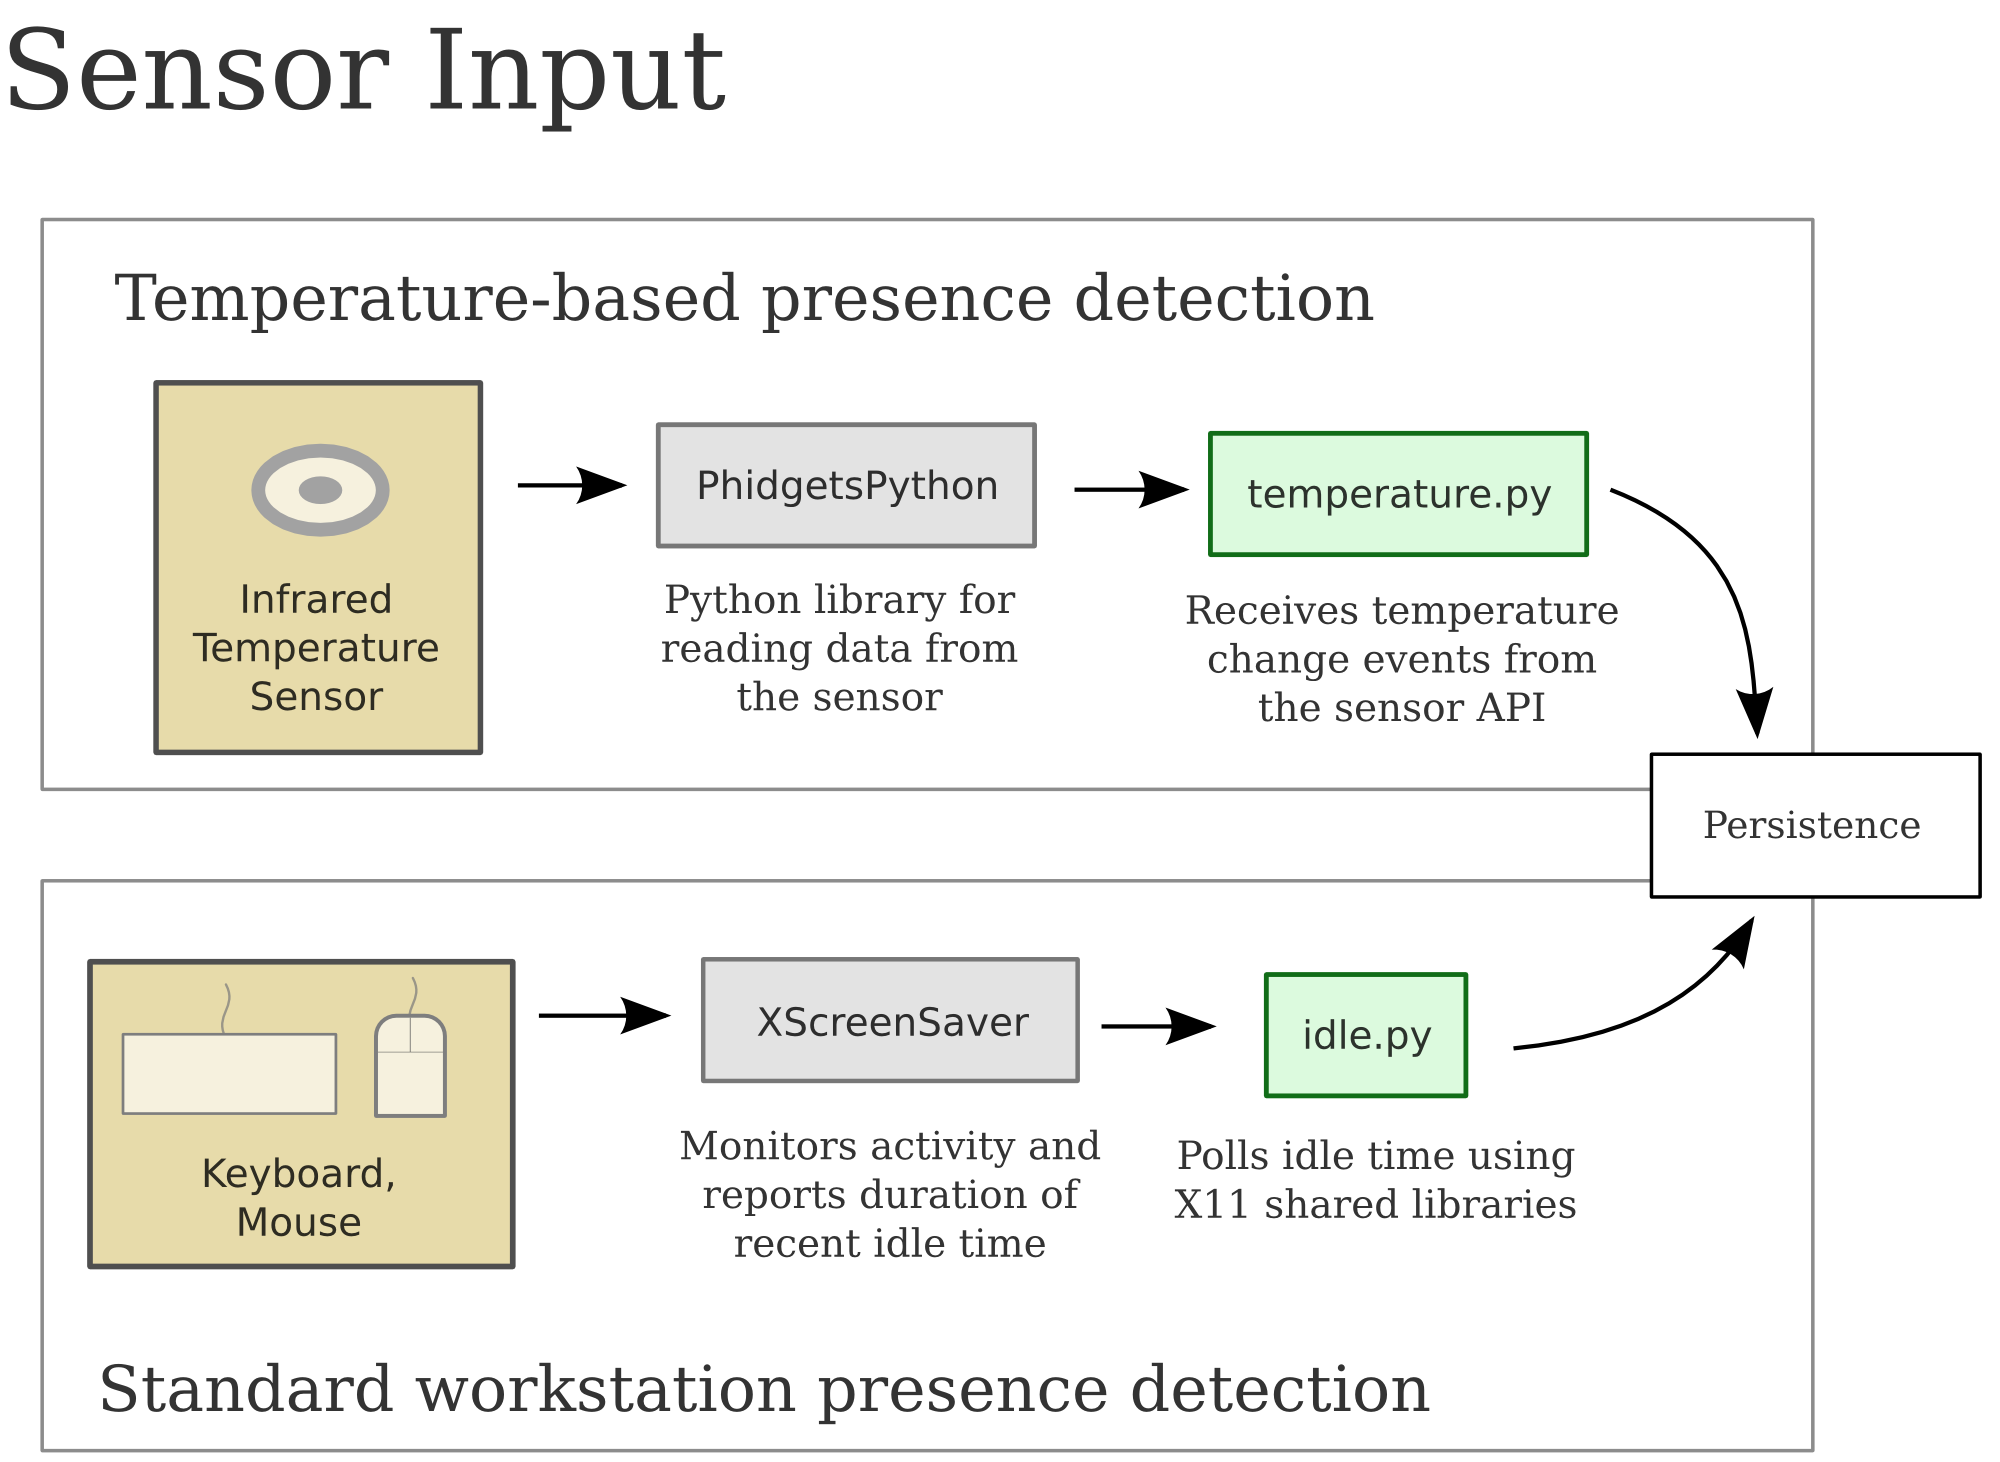 Sensor Input
Temperature-based presence detection
Infrared
Temperature
Sensor
PhidgetsPython
Python library for
reading data from
the sensor
temperature.py
Receives temperature
change events from
the sensor API
Persistence
Keyboard,
Mouse
XScreenSaver
Monitors activity and
reports duration of
recent idle time
idle.py
Polls idle time using
X11 shared libraries
Standard workstation presence detection